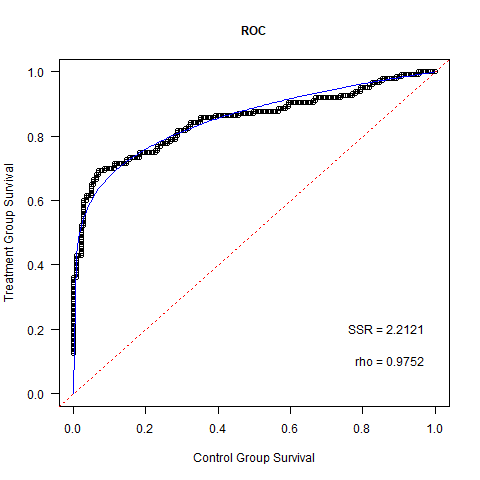 ROC
1.0
0.8
0.6
0.4
0.2
0.0
Treatment Group Survival
SSR = 2.2121
rho = 0.9752
0.0 0.2 0.4 0.6 0.8 1.0
Control Group Survival